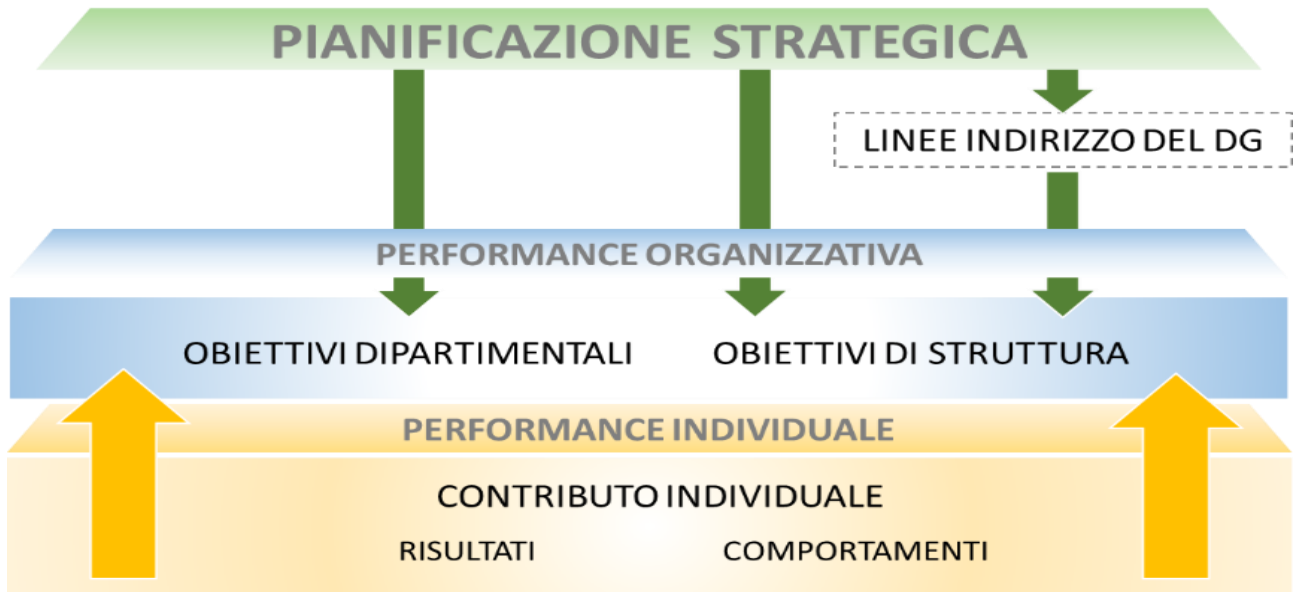 PIANIFICAZIONE STRATEGICA
LINEE INDIRIZZO DEL DG
PERFORMANCE ORGANIZZATIVA
OBIETTIVI DIPARTIMENTALI
OBIETTIVI DI STRUTTURA
PERFORMANCE INDIVIDUALE
CONTRIBUTO INDIVIDUALE
RISULTATI
COMPORTAMENTI